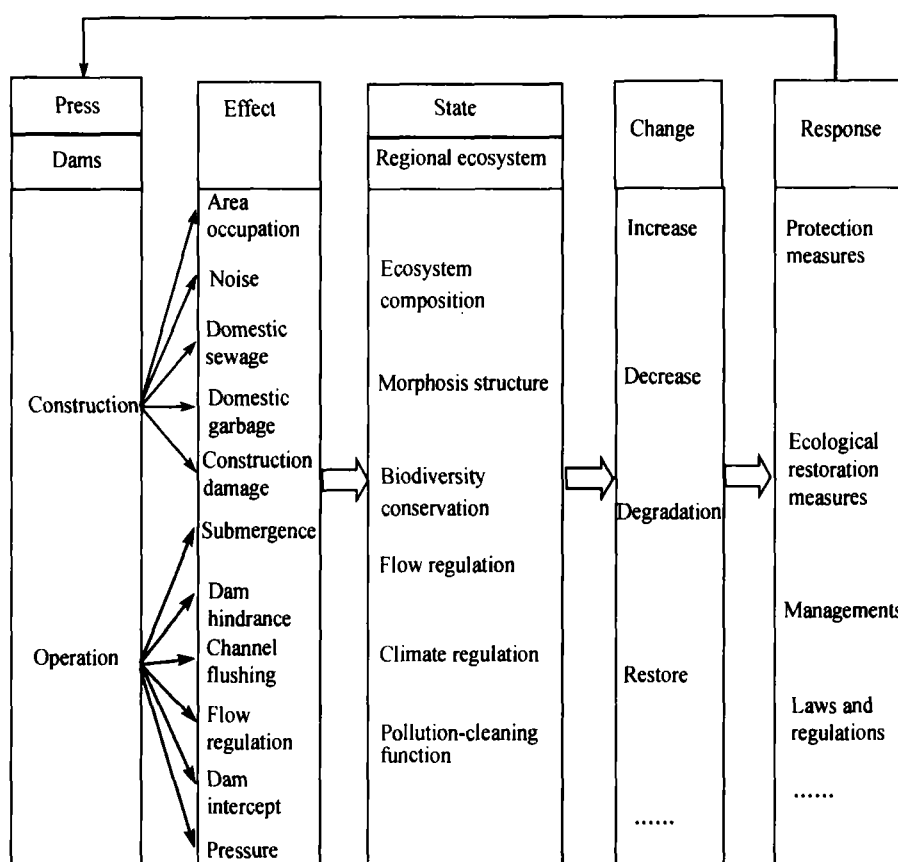 Press
Dams
Construction
Operation
Effect
Area
occupation
Noise
Domestic
sewage
Domestic
garbage
Construction
damage
Submergence
Dam
hindrance
Channel
flushing
Flow
regulation
Dam
intercept
Pressure
State
Regional ecosystem
Ecosystem
composition
Morphosis structure
Biodiversity
conservation
Flow regulation
Climate regulation
Pollution-cleaning
function
Change
Increase
Decrease
Degradation
Restore
......
Response
Protection
measures
Ecological
restoration
measures
Managements
Laws and
regulations
......